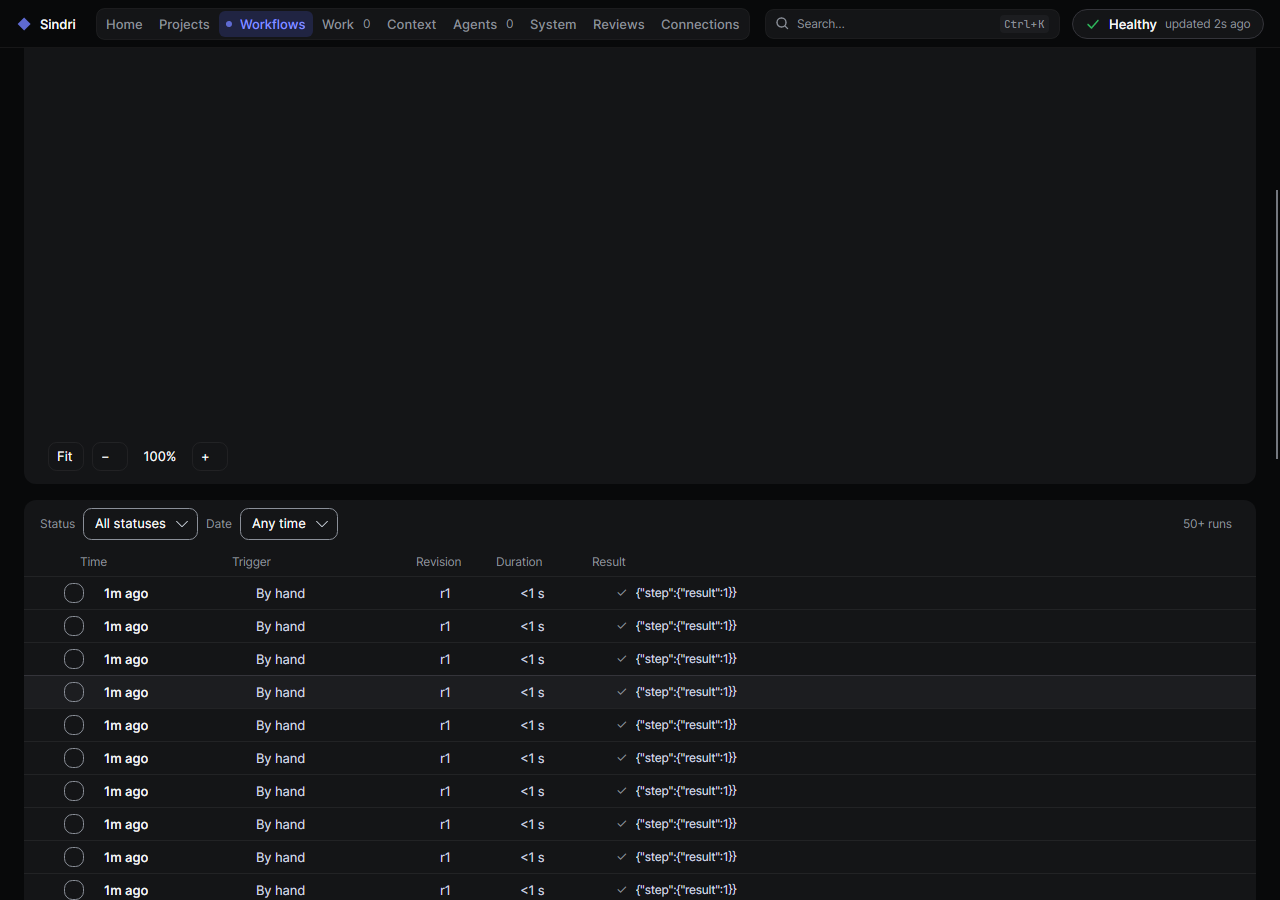 Sindri Home Projects Workflows Work 0 Context Agents 0 System Reviews Connections Search... Ctrl+K Healthy updated 2s ago
Fit − 100% +
Status All statuses Date Any time 50+ runs
Time Trigger Revision Duration Result
1m ago By hand r1 <1 s {"step":{"result":1}}
1m ago By hand r1 <1 s {"step":{"result":1}}
1m ago By hand r1 <1 s {"step":{"result":1}}
1m ago By hand r1 <1 s {"step":{"result":1}}
1m ago By hand r1 <1 s {"step":{"result":1}}
1m ago By hand r1 <1 s {"step":{"result":1}}
1m ago By hand r1 <1 s {"step":{"result":1}}
1m ago By hand r1 <1 s {"step":{"result":1}}
1m ago By hand r1 <1 s {"step":{"result":1}}
1m ago By hand r1 <1 s {"step":{"result":1}}